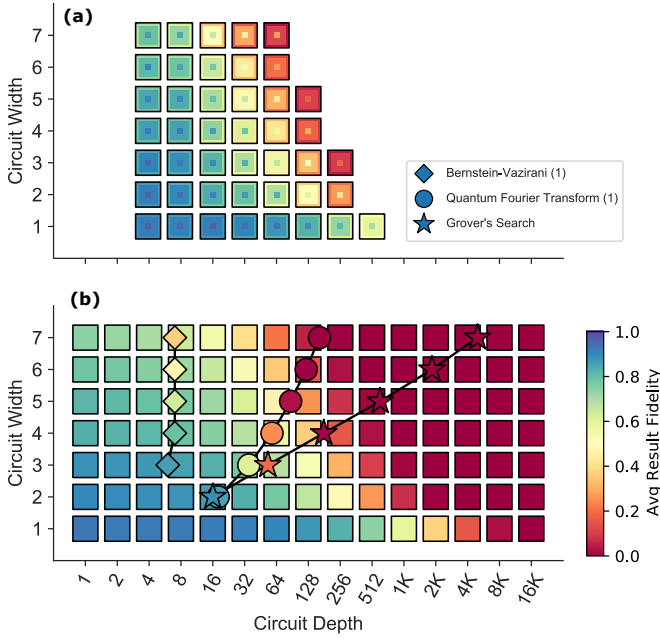 (a)
Circuit Width
7
6
5
4
3
2
1
Bernstein-Vazirani (1)
Quantum Fourier Transform (1)
Grover's Search
(b)
Circuit Width
7
6
5
4
3
2
1
1
2
4
8
16
32
64
128
256
512
1K
2K
4K
8K
16K
Circuit Depth
1.0
0.8
0.6
0.4
0.2
0.0
Avg Result Fidelity